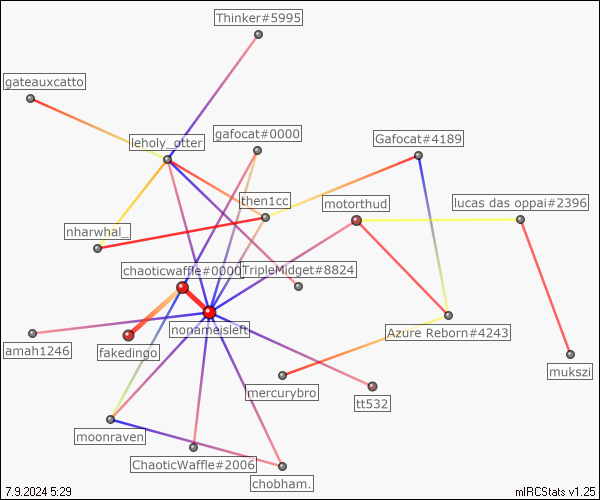 Thinker#5995
gateauxcatto
gafocat#0000
leholy_otter
Gafocat#4189
then1cc
motorthud
lucas das oppai#2396
nharwhal_
chaoticwaffle#0000
TripleMidget#8824
nonameisleft
Azure Reborn#4243
amah1246
fakedingo
mukszi
mercurybro
tt532
moonraven
ChaoticWaffle#2006
chobham.
7.9.2024 5:29
mIRCStats v1.25